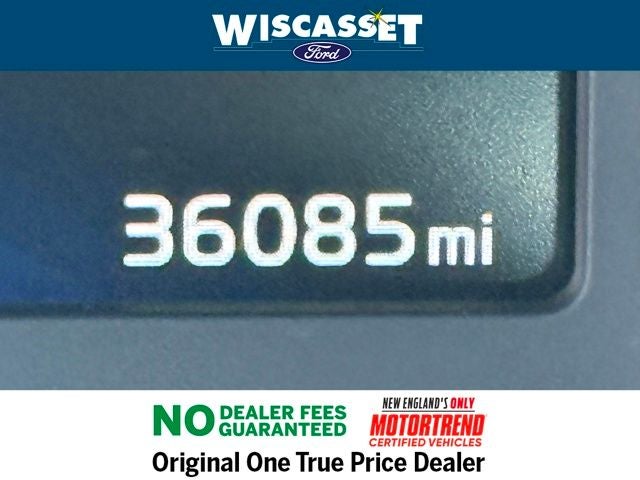 WISCASSET
Ford
36085 mi
NO DEALER FEES GUARANTEED
NEW ENGLAND'S ONLY
MOTORTREND
CERTIFIED VEHICLES
Original One True Price Dealer